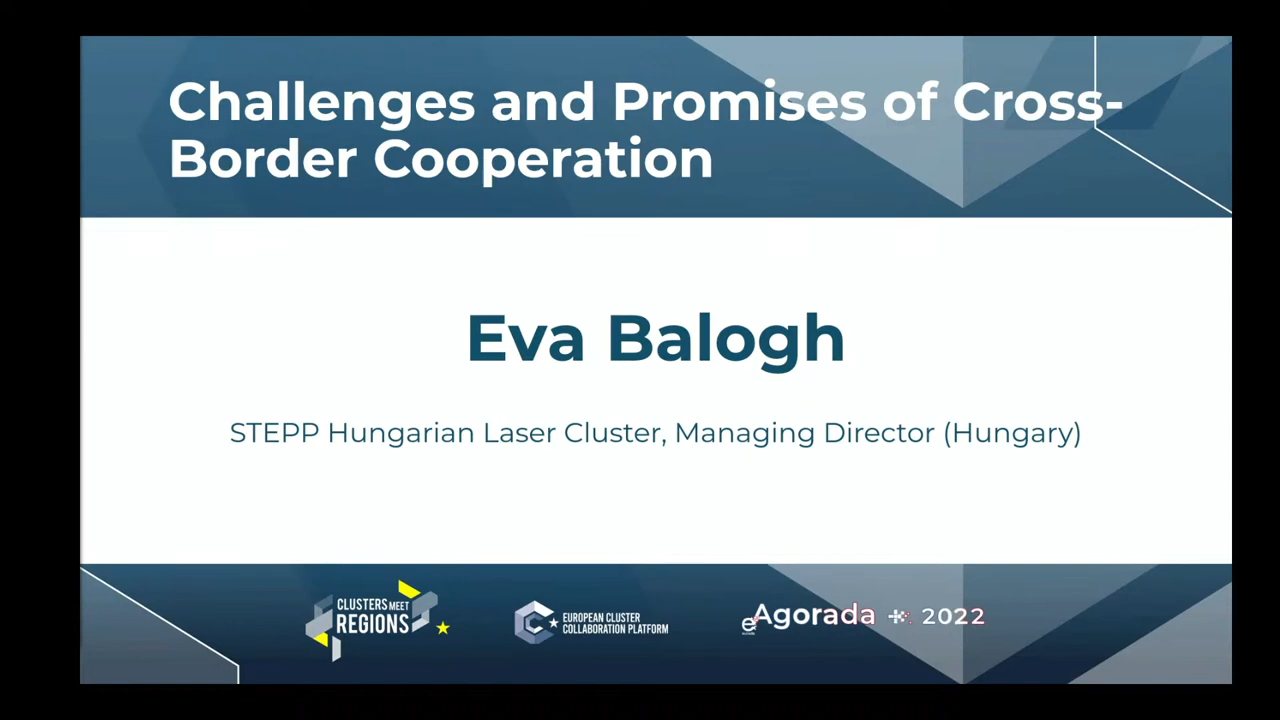 Challenges and Promises of Cross-
Border Cooperation
Eva Balogh
STEPP Hungarian Laser Cluster, Managing Director (Hungary)
CLUSTERS MEET
REGIONS
EUROPEAN CLUSTER
COLLABORATION PLATFORM
Agorada + 2022